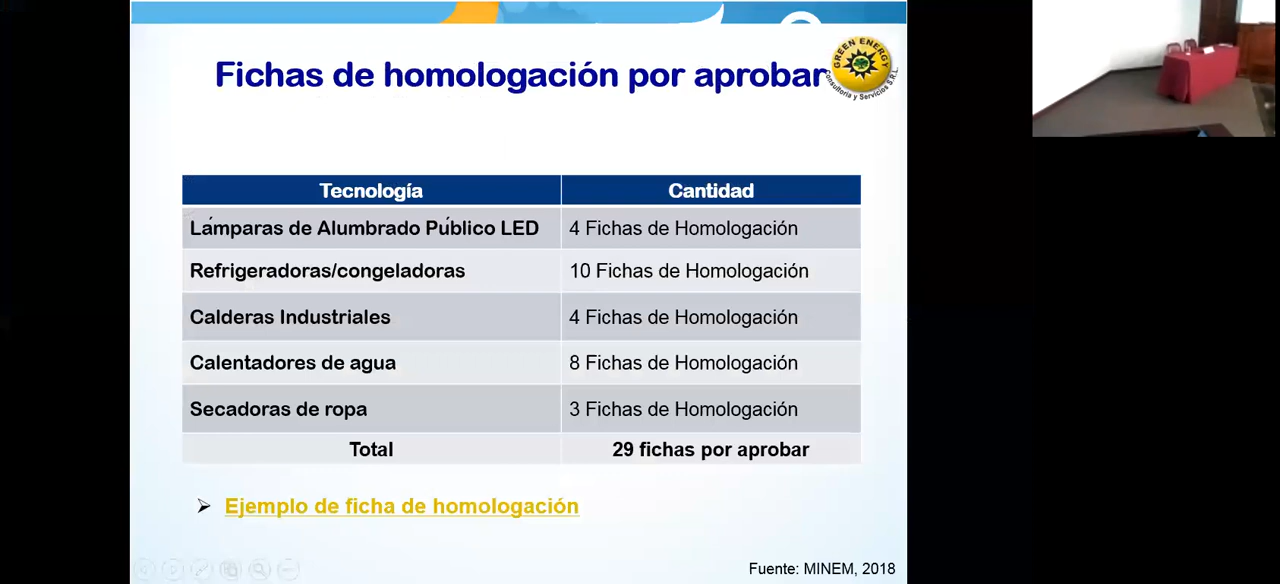 Fichas de homologación por aprobar
GREEN ENERGY
Consultoría y Servicios S.R.L.
Tecnología Cantidad
Lámparas de Alumbrado Público LED 4 Fichas de Homologación
Refrigeradoras/congeladoras 10 Fichas de Homologación
Calderas Industriales 4 Fichas de Homologación
Calentadores de agua 8 Fichas de Homologación
Secadoras de ropa 3 Fichas de Homologación
Total 29 fichas por aprobar
Ejemplo de ficha de homologación
Fuente: MINEM, 2018